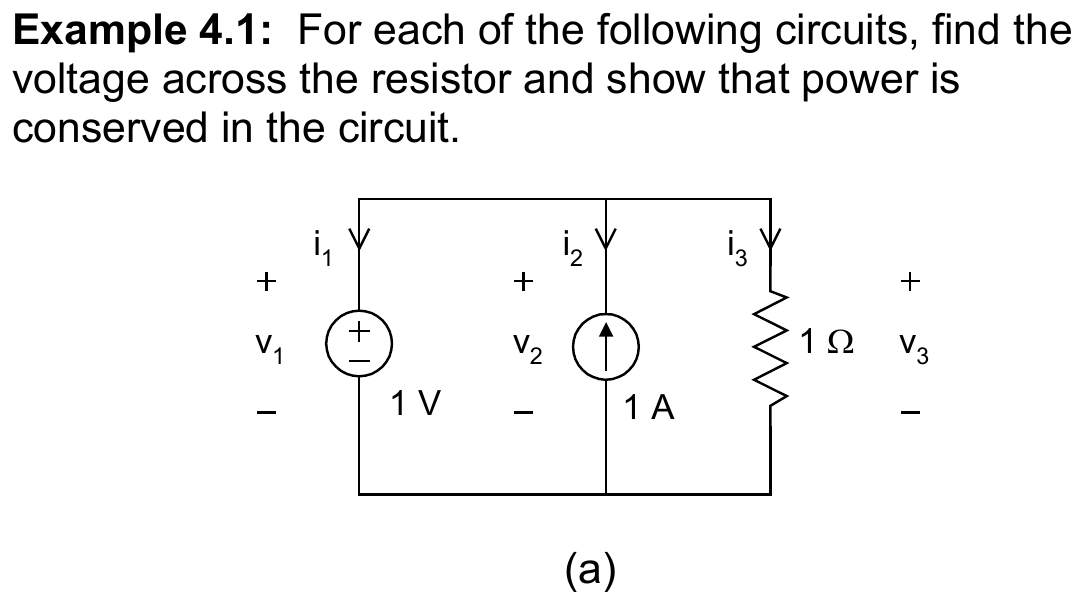 Example 4.1: For each of the following circuits, find the
voltage across the resistor and show that power is
conserved in the circuit.
i₁
i₂
i₃
+
+
+
v₁
+
−
v₂
1 Ω
v₃
−
1 V
−
1 A
−
(a)